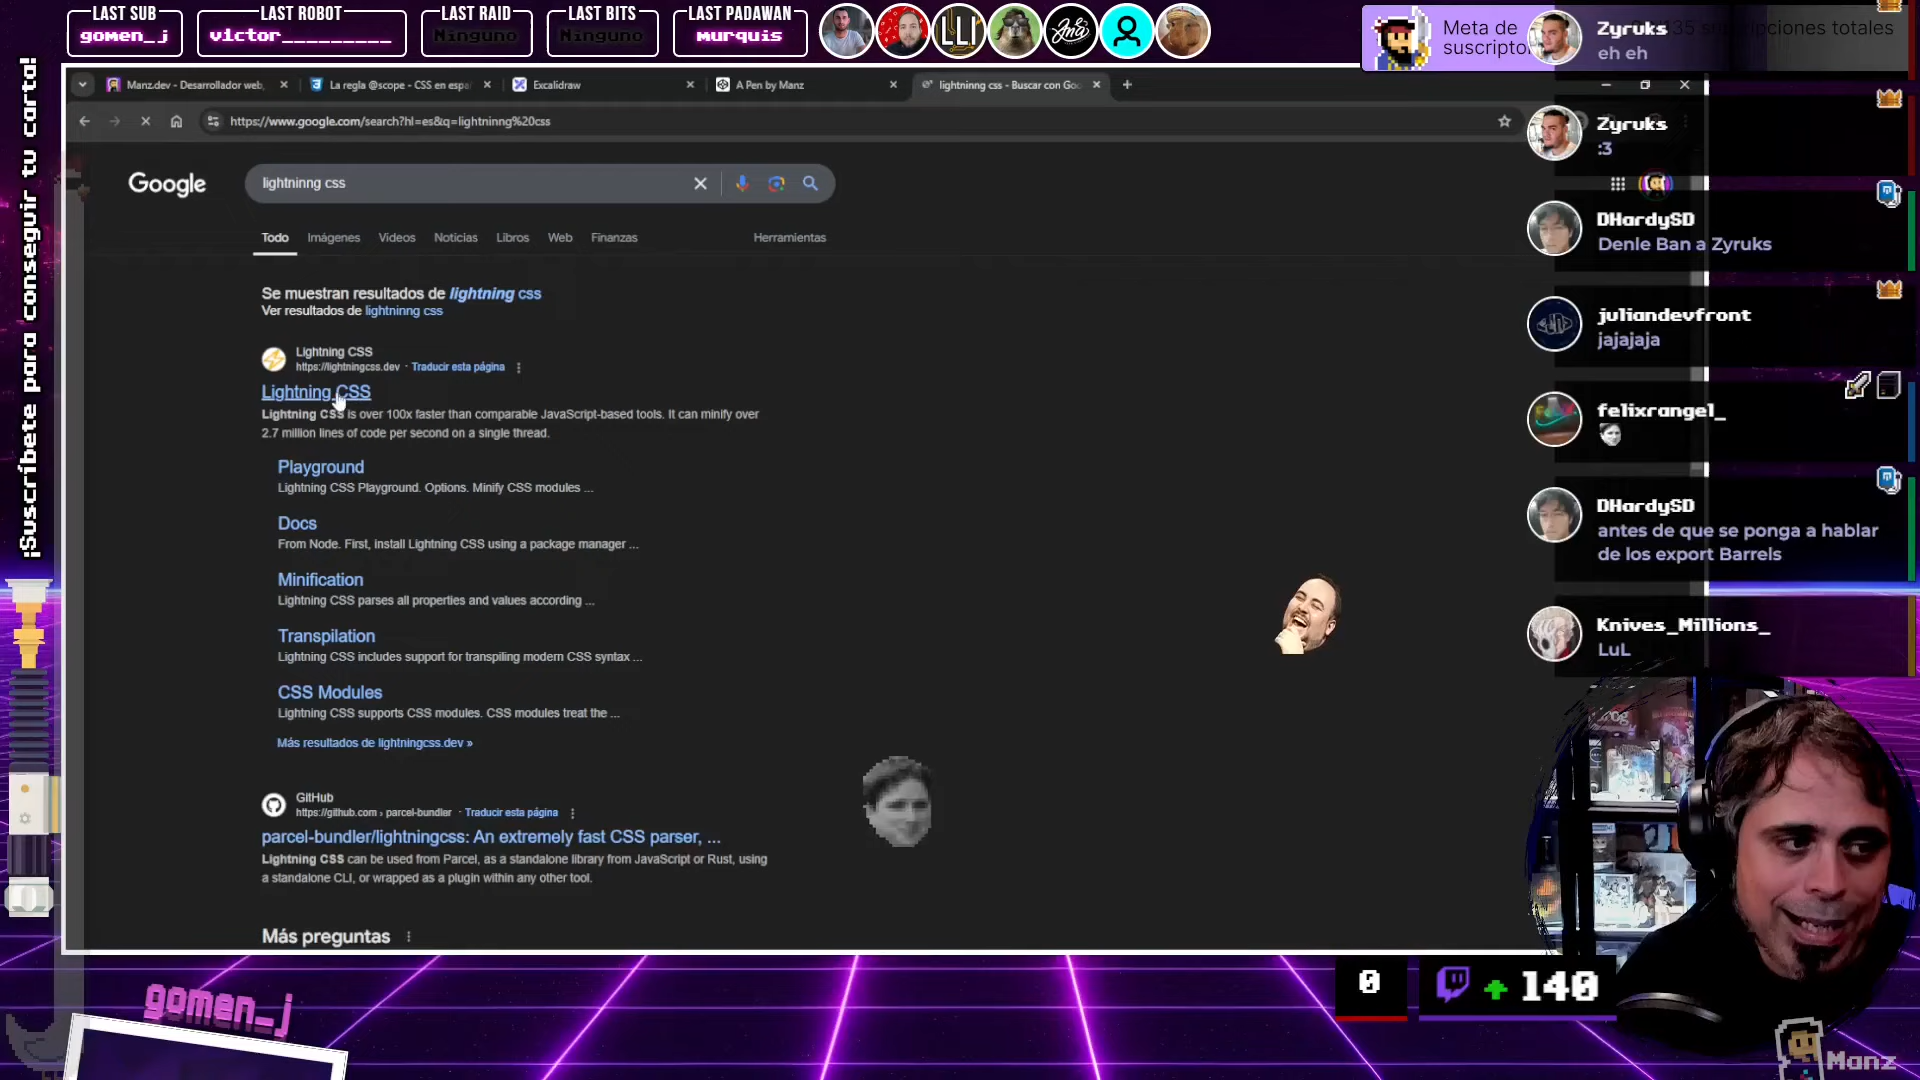 LAST SUB
gomen_j
LAST ROBOT
v1ctor_________
LAST RAID
Ninguno
LAST BITS
Ninguno
LAST PADAWAN
murquis
Meta de
suscripto
/135 suscripciones totales
¡Suscríbete para conseguir tu carta!
Manz.dev - Desarrollador web,
La regla @scope - CSS en espa
Excalidraw
A Pen by Manz
lightninng css - Buscar con Goo
https://www.google.com/search?hl=es&q=lightninng%20css
Google
lightninng css
Todo
Imágenes
Videos
Noticias
Libros
Web
Finanzas
Herramientas
Se muestran resultados de lightning css
Ver resultados de lightninng css
Lightning CSS
https://lightningcss.dev · Traducir esta página
Lightning CSS
Lightning CSS is over 100x faster than comparable JavaScript-based tools. It can minify over
2.7 million lines of code per second on a single thread.
Playground
Lightning CSS Playground. Options. Minify CSS modules ...
Docs
From Node. First, install Lightning CSS using a package manager ...
Minification
Lightning CSS parses all properties and values according ...
Transpilation
Lightning CSS includes support for transpiling modern CSS syntax ...
CSS Modules
Lightning CSS supports CSS modules. CSS modules treat the ...
Más resultados de lightningcss.dev »
GitHub
https://github.com › parcel-bundler · Traducir esta página
parcel-bundler/lightningcss: An extremely fast CSS parser, ...
Lightning CSS can be used from Parcel, as a standalone library from JavaScript or Rust, using
a standalone CLI, or wrapped as a plugin within any other tool.
Más preguntas
Zyruks
eh eh
Zyruks
:3
DHardySD
Denle Ban a Zyruks
juliandevfront
jajajaja
felixrangel_
DHardySD
antes de que se ponga a hablar
de los export Barrels
Knives_Millions_
LuL
gomen_j
0
140
Manz